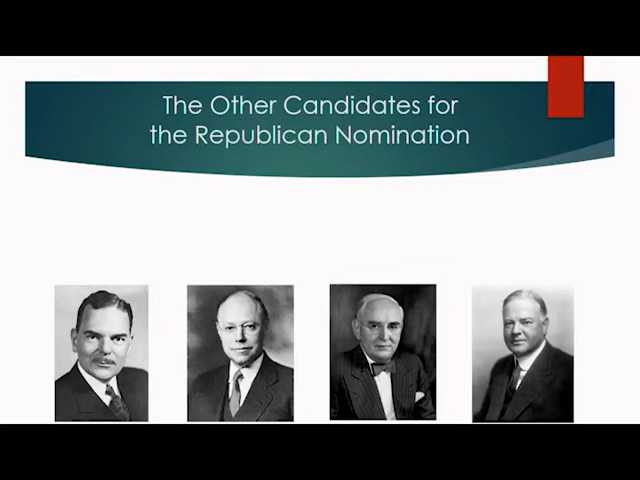 The Other Candidates for
the Republican Nomination